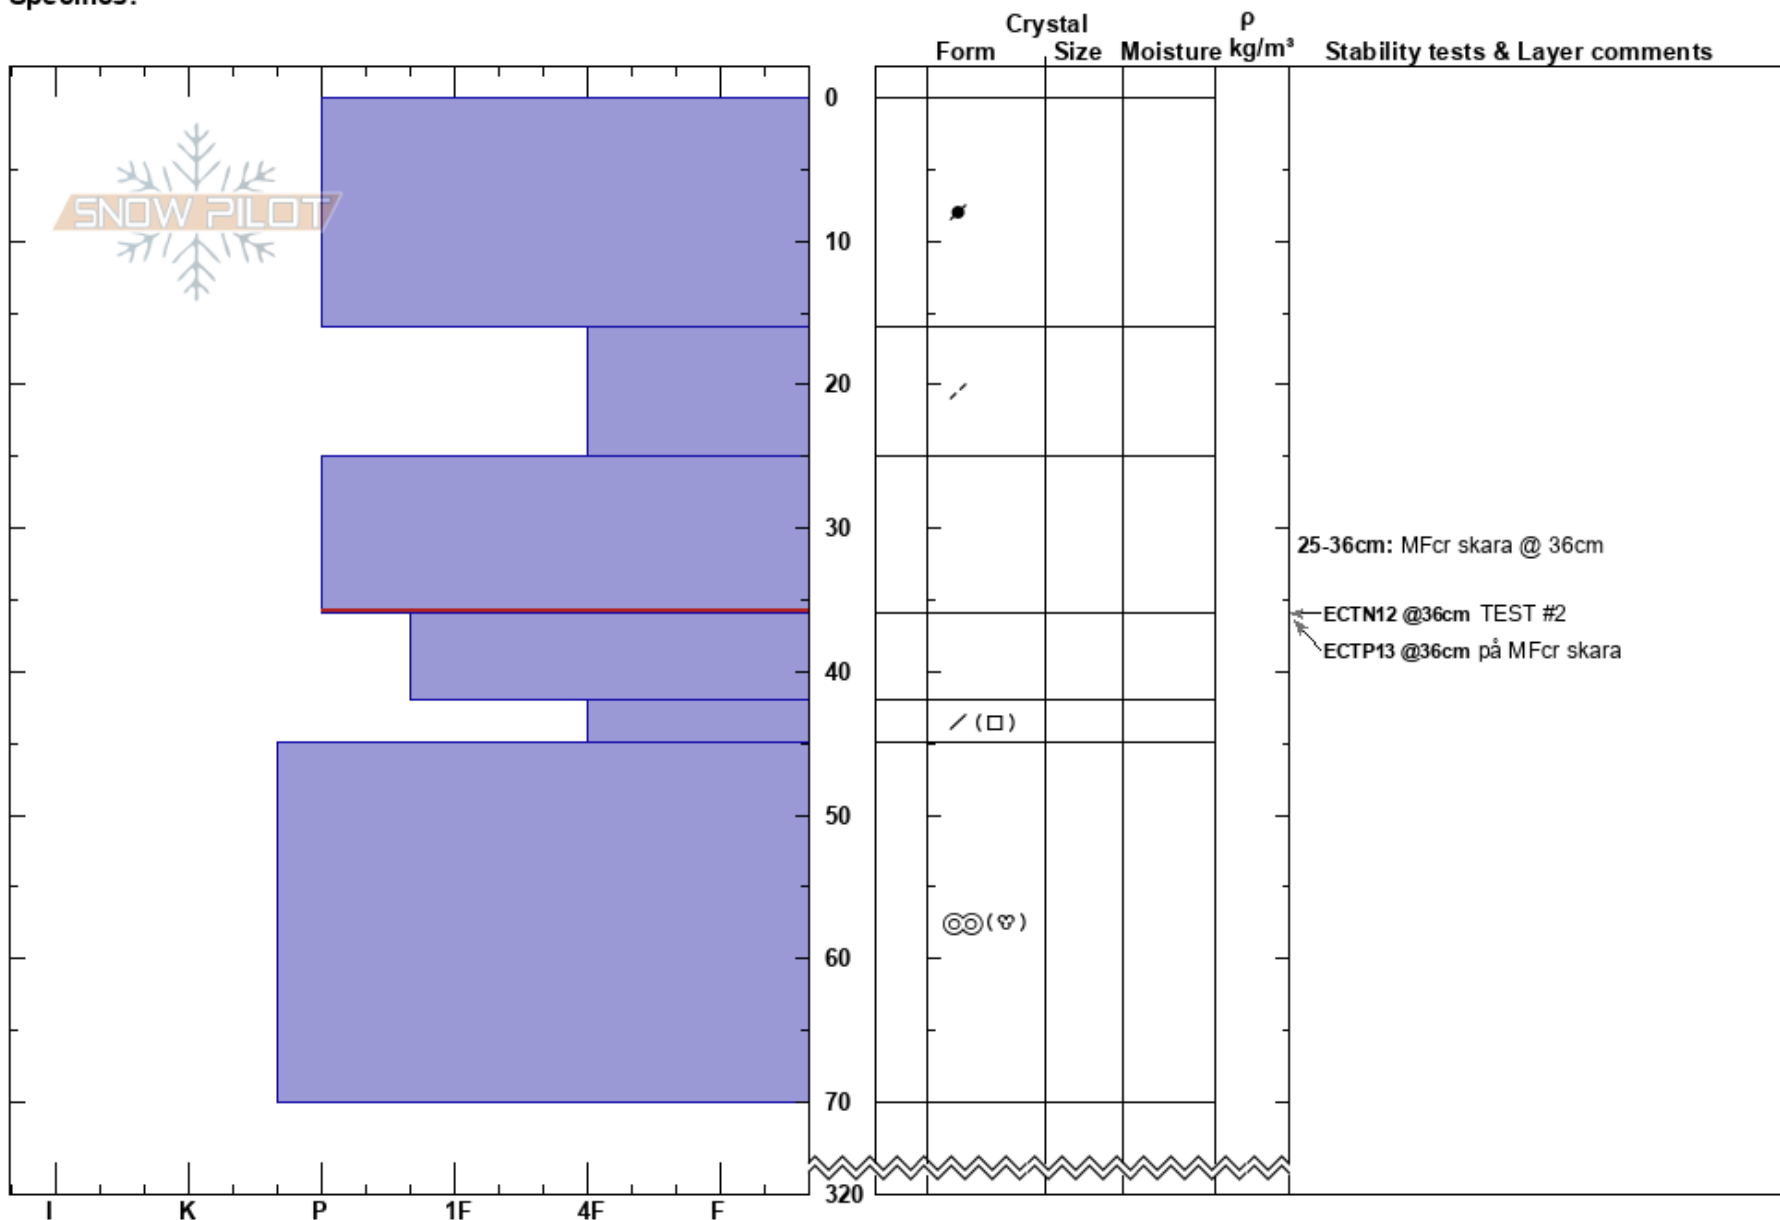 Specifics:
Crystal
ρ
Form Size Moisture kg/m³ Stability tests & Layer comments
SNOW PILOT
0
10
20
30
25-36cm: MFcr skara @ 36cm
ECTN12 @36cm TEST #2
ECTP13 @36cm på MFcr skara
40
50
60
70
320
I K P 1F 4F F